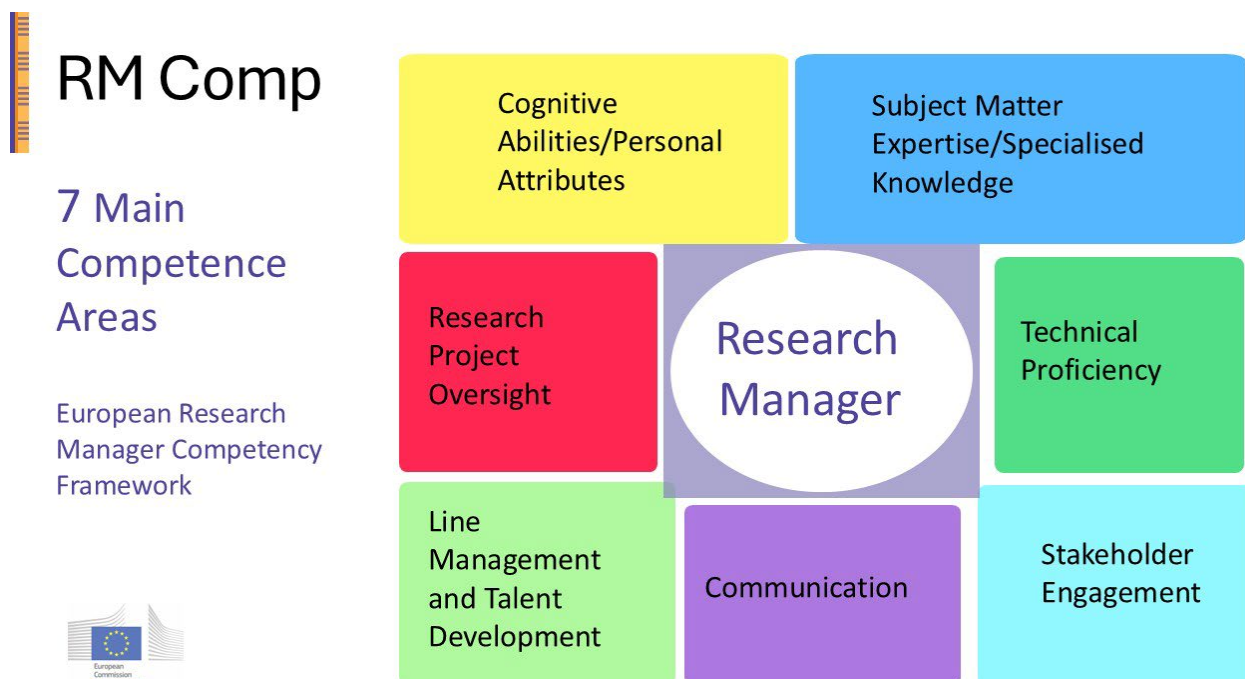 RM Comp
7 Main
Competence
Areas
European Research
Manager Competency
Framework
European
Commission
Cognitive
Abilities/Personal
Attributes
Subject Matter
Expertise/Specialised
Knowledge
Research
Project
Oversight
Research
Manager
Technical
Proficiency
Line
Management
and Talent
Development
Communication
Stakeholder
Engagement